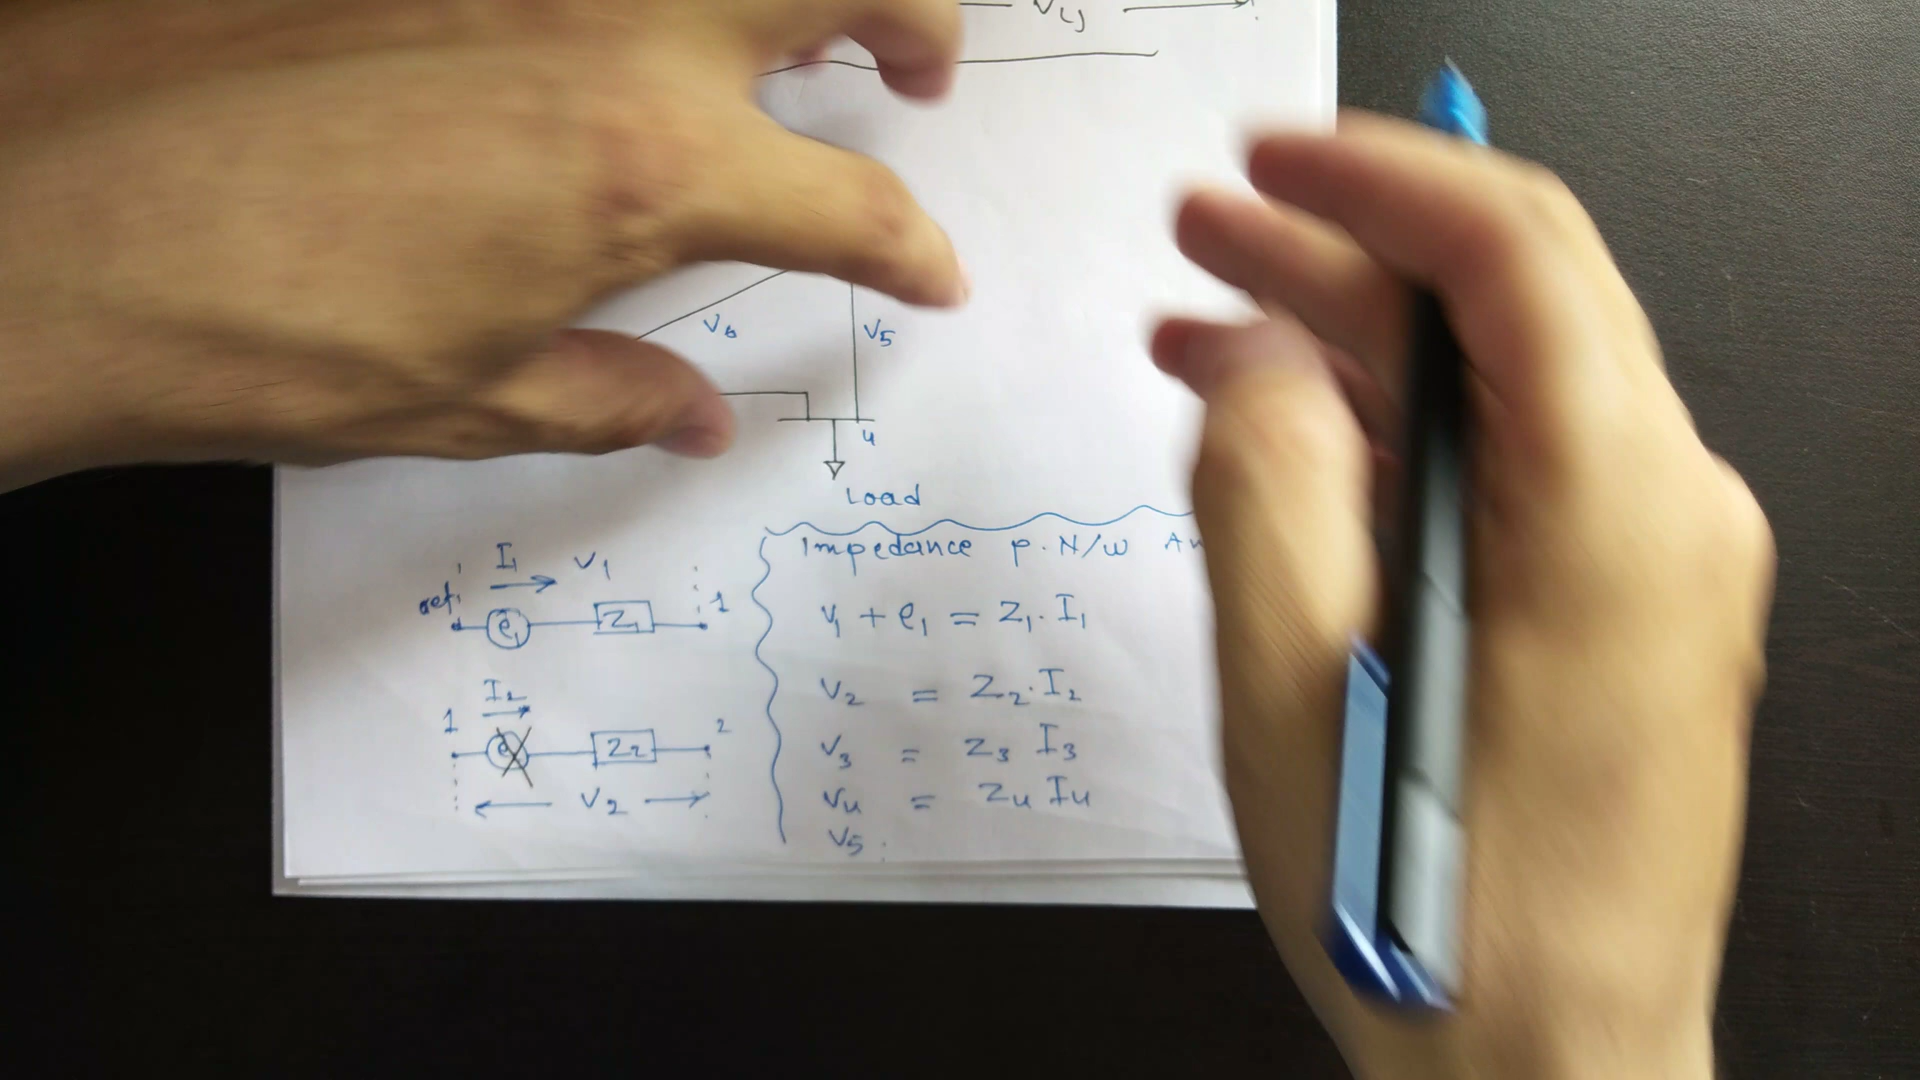 Vij
V6
V5
4
Load
I1 V1
ref. e1 Z1 1
I2
1 e Z2 2
V2
Impedance p. N/w
V1 + e1 = Z1. I1
V2 = Z2. I2
V3 = Z3 I3
V4 = Z4 I4
V5